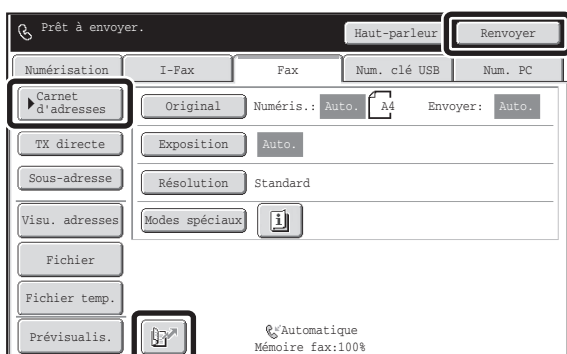 Prêt à envoyer.
Haut-parleur
Renvoyer
Numérisation
I-Fax
Fax
Num. clé USB
Num. PC
Carnet
d'adresses
Original
Numéris.: Auto. A4 Envoyer: Auto.
TX directe
Exposition
Auto.
Sous-adresse
Résolution
Standard
Visu. adresses
Modes spéciaux
Fichier
Fichier temp.
Prévisualis.
Automatique
Mémoire fax:100%